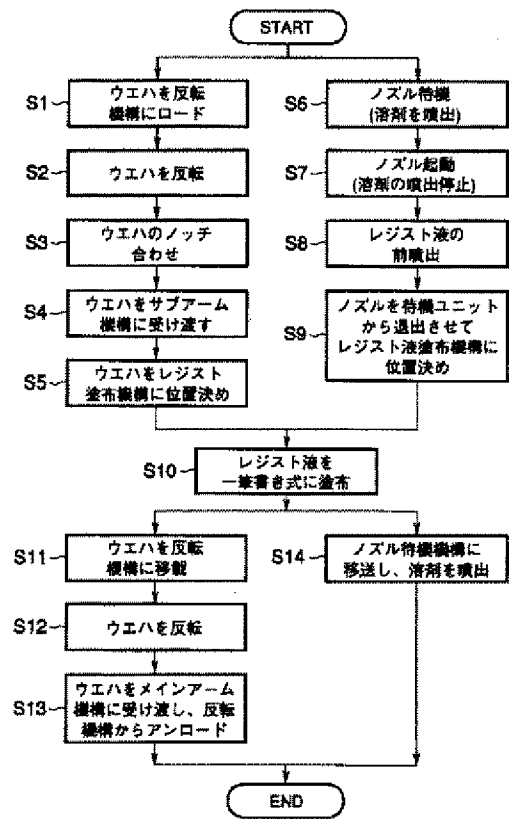 START
S1
ウエハを反転
機構にロード
S2
ウエハを反転
S3
ウエハのノッチ
合わせ
S4
ウエハをサブアーム
機構に受け渡す
S5
ウエハをレジスト
塗布機構に位置決め
S6
ノズル待機
(溶剤を噴出)
S7
ノズル起動
(溶剤の噴出停止)
S8
レジスト液の
前噴出
S9
ノズルを待機ユニット
から退出させて
レジスト液塗布機構に
位置決め
S10
レジスト液を
一筆書き式に塗布
S11
ウエハを反転
機構に移載
S12
ウエハを反転
S13
ウエハをメインアーム
機構に受け渡し、反転
機構からアンロード
S14
ノズル待機機構に
移送し、溶剤を噴出
END